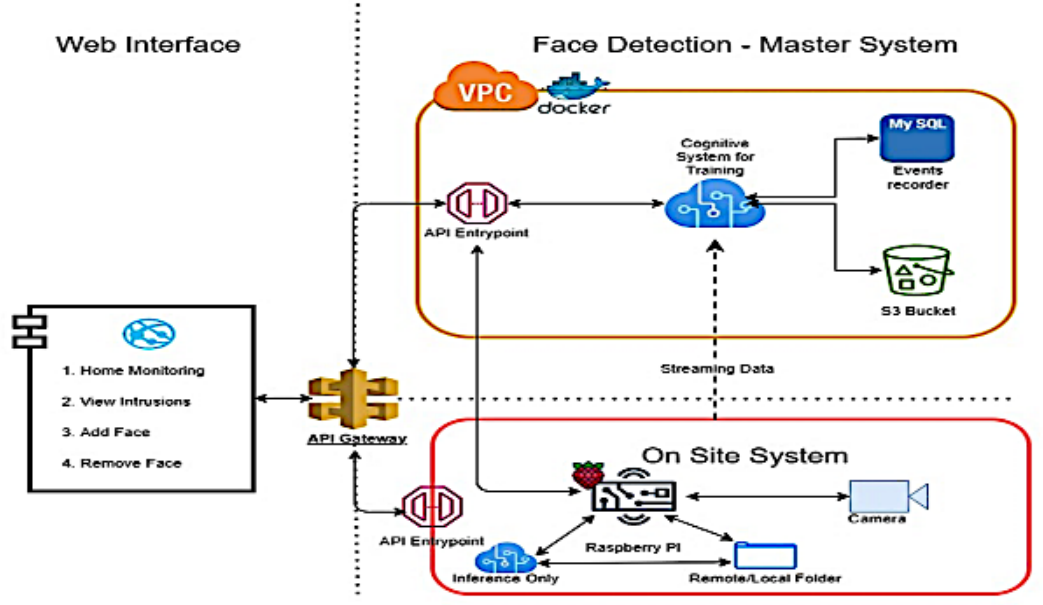 Web Interface
Face Detection - Master System
VPC
docker
My SQL
Events
recorder
Cognitive
System for
Training
API Entrypoint
S3 Bucket
1. Home Monitoring
2. View Intrusions
3. Add Face
4. Remove Face
API Gateway
Streaming Data
On Site System
API Entrypoint
Camera
Raspberry PI
Inference Only
Remote/Local Folder